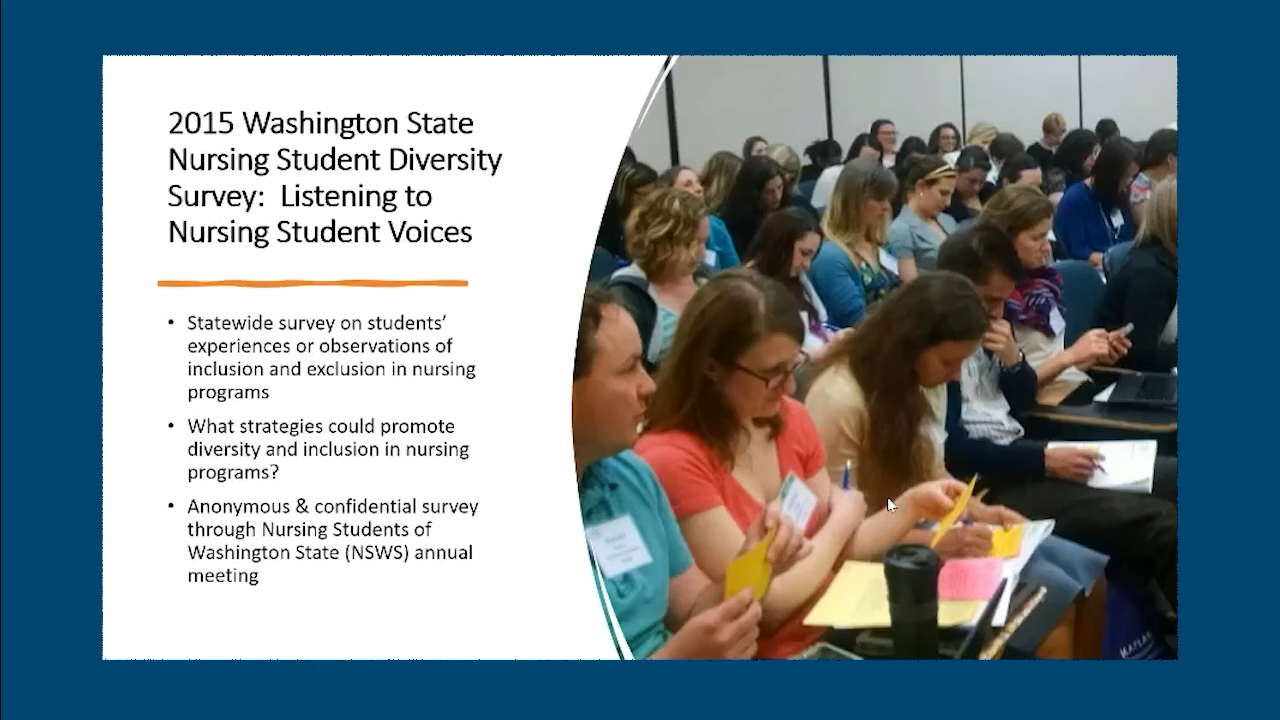 2015 Washington State
Nursing Student Diversity
Survey:  Listening to
Nursing Student Voices
• Statewide survey on students’
experiences or observations of
inclusion and exclusion in nursing
programs
• What strategies could promote
diversity and inclusion in nursing
programs?
• Anonymous & confidential survey
through Nursing Students of
Washington State (NSWS) annual
meeting
KAPLAN